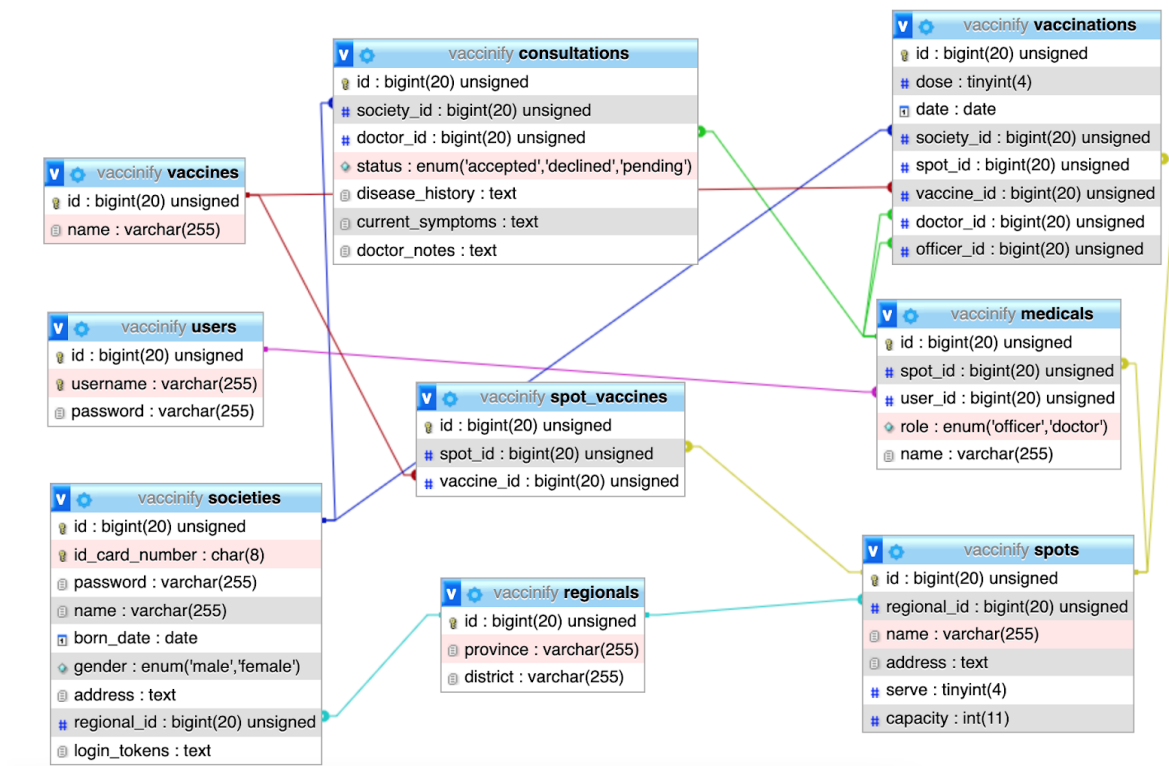 vaccinify consultations
id : bigint(20) unsigned
society_id : bigint(20) unsigned
doctor_id : bigint(20) unsigned
status : enum('accepted','declined','pending')
disease_history : text
current_symptoms : text
doctor_notes : text
vaccinify vaccinations
id : bigint(20) unsigned
dose : tinyint(4)
date : date
society_id : bigint(20) unsigned
spot_id : bigint(20) unsigned
vaccine_id : bigint(20) unsigned
doctor_id : bigint(20) unsigned
officer_id : bigint(20) unsigned
vaccinify vaccines
id : bigint(20) unsigned
name : varchar(255)
vaccinify users
id : bigint(20) unsigned
username : varchar(255)
password : varchar(255)
vaccinify medicals
id : bigint(20) unsigned
spot_id : bigint(20) unsigned
user_id : bigint(20) unsigned
role : enum('officer','doctor')
name : varchar(255)
vaccinify spot_vaccines
id : bigint(20) unsigned
spot_id : bigint(20) unsigned
vaccine_id : bigint(20) unsigned
vaccinify societies
id : bigint(20) unsigned
id_card_number : char(8)
password : varchar(255)
name : varchar(255)
born_date : date
gender : enum('male','female')
address : text
regional_id : bigint(20) unsigned
login_tokens : text
vaccinify regionals
id : bigint(20) unsigned
province : varchar(255)
district : varchar(255)
vaccinify spots
id : bigint(20) unsigned
regional_id : bigint(20) unsigned
name : varchar(255)
address : text
serve : tinyint(4)
capacity : int(11)